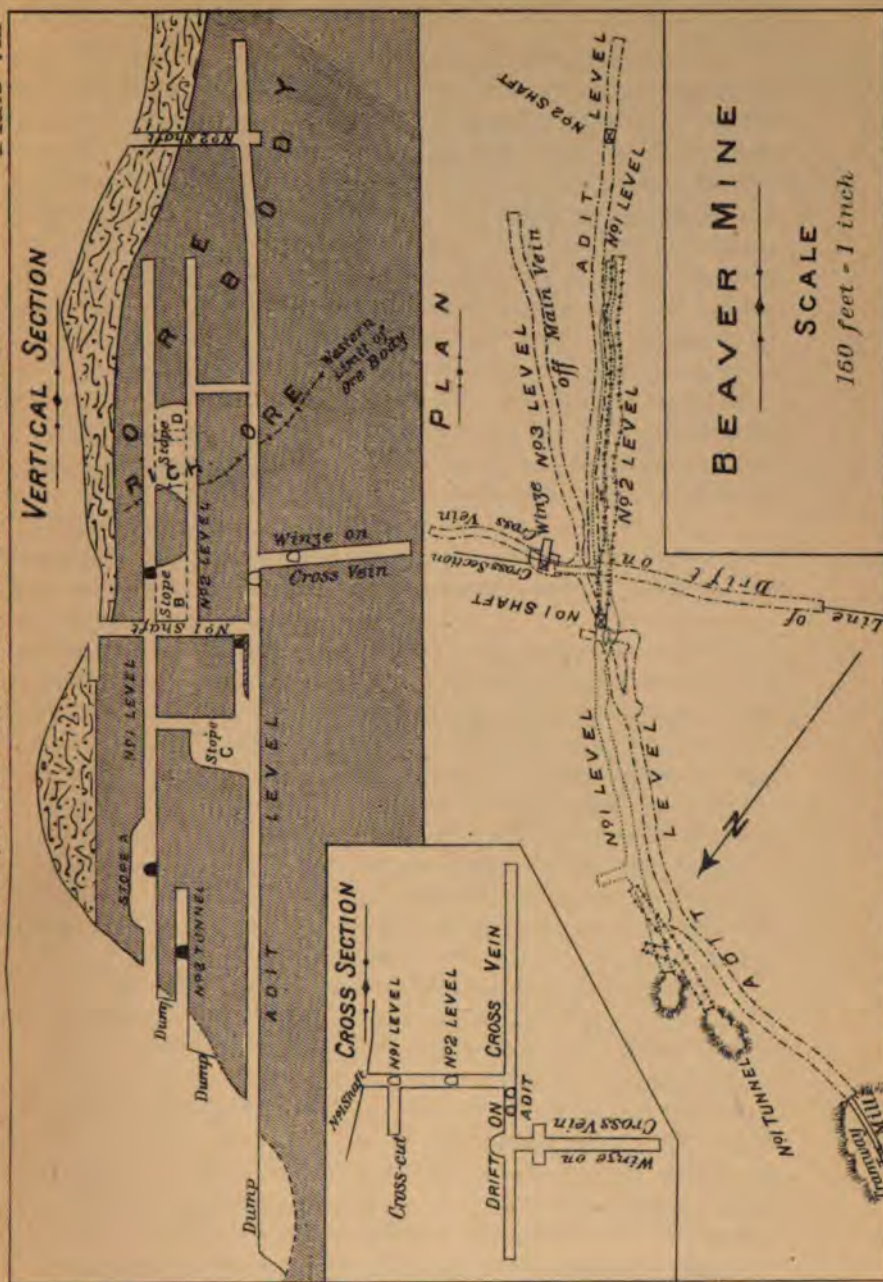 VERTICAL SECTION
No 2 Shaft
ORE BODY
STOPE A
No 1 LEVEL
No 1 Shaft
Stope
B
Stope
D
No 2 LEVEL
Western
Limit of
Ore Body
Dump
No 2 TUNNEL
Dump
Stope
C
Winze on
Cross Vein
ADIT LEVEL
Dump
CROSS SECTION
No 1 Shaft
No 1 LEVEL
Cross-cut
No 2 LEVEL
DRIFT ON CROSS VEIN
ADIT
Winze on
Cross Vein
PLAN
No 2 SHAFT
ADIT LEVEL
No 3 LEVEL
off Main Vein
No 1 LEVEL
Winze
Cross Vein
Cross Section
No 2 LEVEL
No 1 SHAFT
Line of
Drift on
No 1 LEVEL
ADIT LEVEL
N
No 1 TUNNEL
Tramway
Mill
BEAVER MINE
SCALE
160 feet = 1 inch